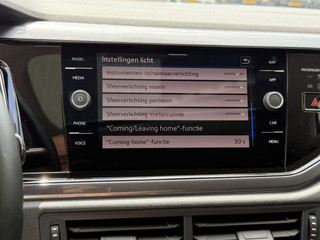 Instellingen licht
RADIO
NAV
Instrumenten-/schakelaarverlichting
Sfeerverlichting voorin
MEDIA
APP
Sfeerverlichting portieren
Sfeerverlichting voetenruimte
PHONE
CAR
"Coming/Leaving home"-functie
VOICE
"Coming-home"-functie 30 s
MENU